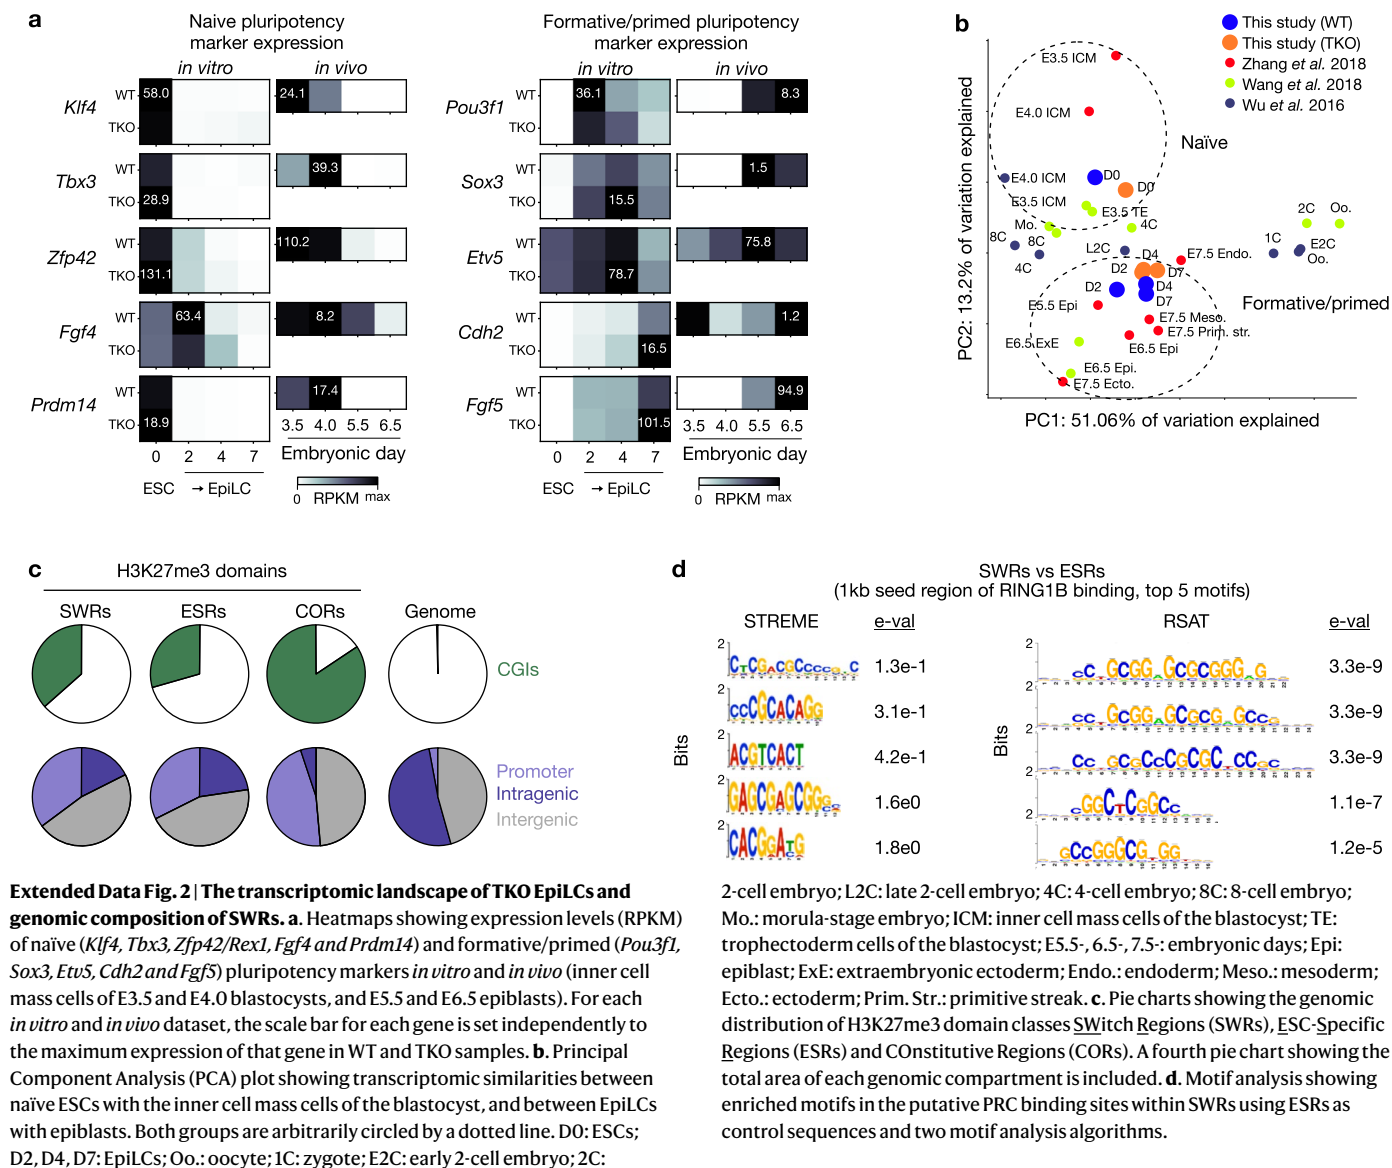 a
Naive pluripotency
marker expression
in vitro
in vivo
Klf4
WT
TKO
58.0
24.1
Tbx3
WT
TKO
28.9
39.3
Zfp42
WT
TKO
131.1
110.2
Fgf4
WT
TKO
63.4
8.2
Prdm14
WT
TKO
18.9
17.4
3.5 4.0 5.5 6.5
Embryonic day
0 2 4 7
ESC → EpiLC
0 RPKM max
Formative/primed pluripotency
marker expression
in vitro
in vivo
Pou3f1
WT
TKO
36.1
8.3
Sox3
WT
TKO
15.5
1.5
Etv5
WT
TKO
78.7
75.8
Cdh2
WT
TKO
16.5
1.2
Fgf5
WT
TKO
101.5
94.9
3.5 4.0 5.5 6.5
Embryonic day
0 2 4 7
ESC → EpiLC
0 RPKM max
b
This study (WT)
This study (TKO)
Zhang et al. 2018
Wang et al. 2018
Wu et al. 2016
PC2: 13.2% of variation explained
E3.5 ICM
E4.0 ICM
Naïve
E4.0 ICM
D0
D0
E3.5 ICM
E3.5 TE
Mo.
4C
2C
Oo.
8C
8C
4C
L2C
1C
E2C
Oo.
D4
E7.5 Endo.
D2
D7
D2
D4
D7
Formative/primed
E5.5 Epi
E7.5 Meso.
E7.5 Prim. str.
E6.5 ExE
E6.5 Epi
E6.5 Epi.
E7.5 Ecto.
PC1: 51.06% of variation explained
c
H3K27me3 domains
SWRs ESRs CORs Genome
CGIs
Promoter
Intragenic
Intergenic
d
SWRs vs ESRs
(1kb seed region of RING1B binding, top 5 motifs)
STREME e-val
Bits
2
1.3e-1
2
3.1e-1
2
ACGTCACT
4.2e-1
2
1.6e0
2
1.8e0
RSAT e-val
Bits
2
3.3e-9
2
3.3e-9
2
3.3e-9
2
1.1e-7
2
1.2e-5
Extended Data Fig. 2 | The transcriptomic landscape of TKO EpiLCs and
genomic composition of SWRs. a. Heatmaps showing expression levels (RPKM)
of naïve (Klf4, Tbx3, Zfp42/Rex1, Fgf4 and Prdm14) and formative/primed (Pou3f1,
Sox3, Etv5, Cdh2 and Fgf5) pluripotency markers in vitro and in vivo (inner cell
mass cells of E3.5 and E4.0 blastocysts, and E5.5 and E6.5 epiblasts). For each
in vitro and in vivo dataset, the scale bar for each gene is set independently to
the maximum expression of that gene in WT and TKO samples. b. Principal
Component Analysis (PCA) plot showing transcriptomic similarities between
naïve ESCs with the inner cell mass cells of the blastocyst, and between EpiLCs
with epiblasts. Both groups are arbitrarily circled by a dotted line. D0: ESCs;
D2, D4, D7: EpiLCs; Oo.: oocyte; 1C: zygote; E2C: early 2-cell embryo; 2C:
2-cell embryo; L2C: late 2-cell embryo; 4C: 4-cell embryo; 8C: 8-cell embryo;
Mo.: morula-stage embryo; ICM: inner cell mass cells of the blastocyst; TE:
trophectoderm cells of the blastocyst; E5.5-, 6.5-, 7.5-: embryonic days; Epi:
epiblast; ExE: extraembryonic ectoderm; Endo.: endoderm; Meso.: mesoderm;
Ecto.: ectoderm; Prim. Str.: primitive streak. c. Pie charts showing the genomic
distribution of H3K27me3 domain classes SWitch Regions (SWRs), ESC-Specific
Regions (ESRs) and COnstitutive Regions (CORs). A fourth pie chart showing the
total area of each genomic compartment is included. d. Motif analysis showing
enriched motifs in the putative PRC binding sites within SWRs using ESRs as
control sequences and two motif analysis algorithms.